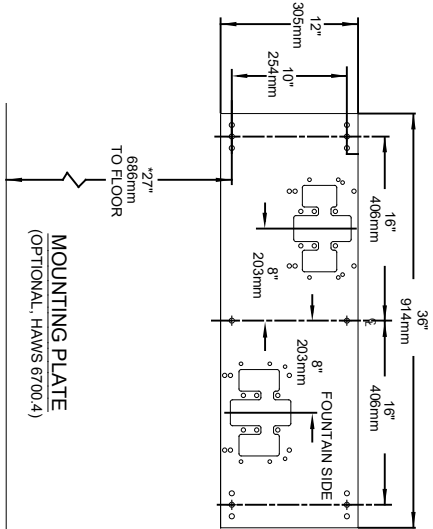 36"
914mm
16"
406mm
16"
406mm
12"
305mm
10"
254mm
8"
203mm
8"
203mm
FOUNTAIN SIDE
*27"
686mm
TO FLOOR
MOUNTING PLATE
(OPTIONAL, HAWS 6700.4)